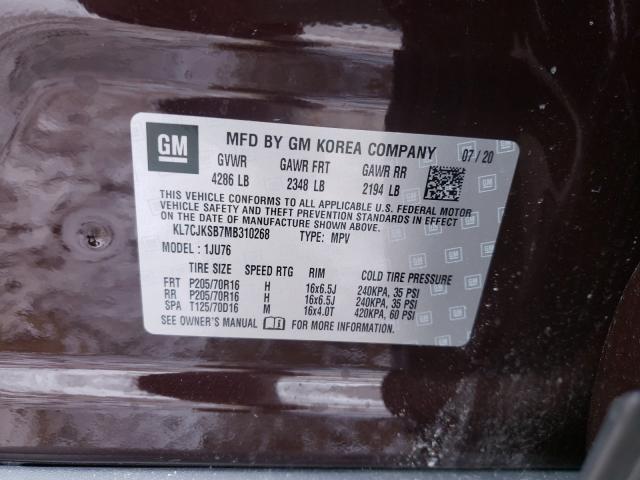 GM MFD BY GM KOREA COMPANY 07/20
GVWR GAWR FRT GAWR RR
4286 LB 2348 LB 2194 LB
THIS VEHICLE CONFORMS TO ALL APPLICABLE U.S. FEDERAL MOTOR
VEHICLE SAFETY AND THEFT PREVENTION STANDARDS IN EFFECT ON
THE DATE OF MANUFACTURE SHOWN ABOVE.
KL7CJKSB7MB310268 TYPE: MPV
MODEL: 1JU76
TIRE SIZE SPEED RTG RIM COLD TIRE PRESSURE
FRT P205/70R16 H 16x6.5J 240KPA, 35 PSI
RR P205/70R16 H 16x6.5J 240KPA, 35 PSI
SPA T125/70D16 M 16x4.0T 420KPA, 60 PSI
SEE OWNER'S MANUAL FOR MORE INFORMATION.